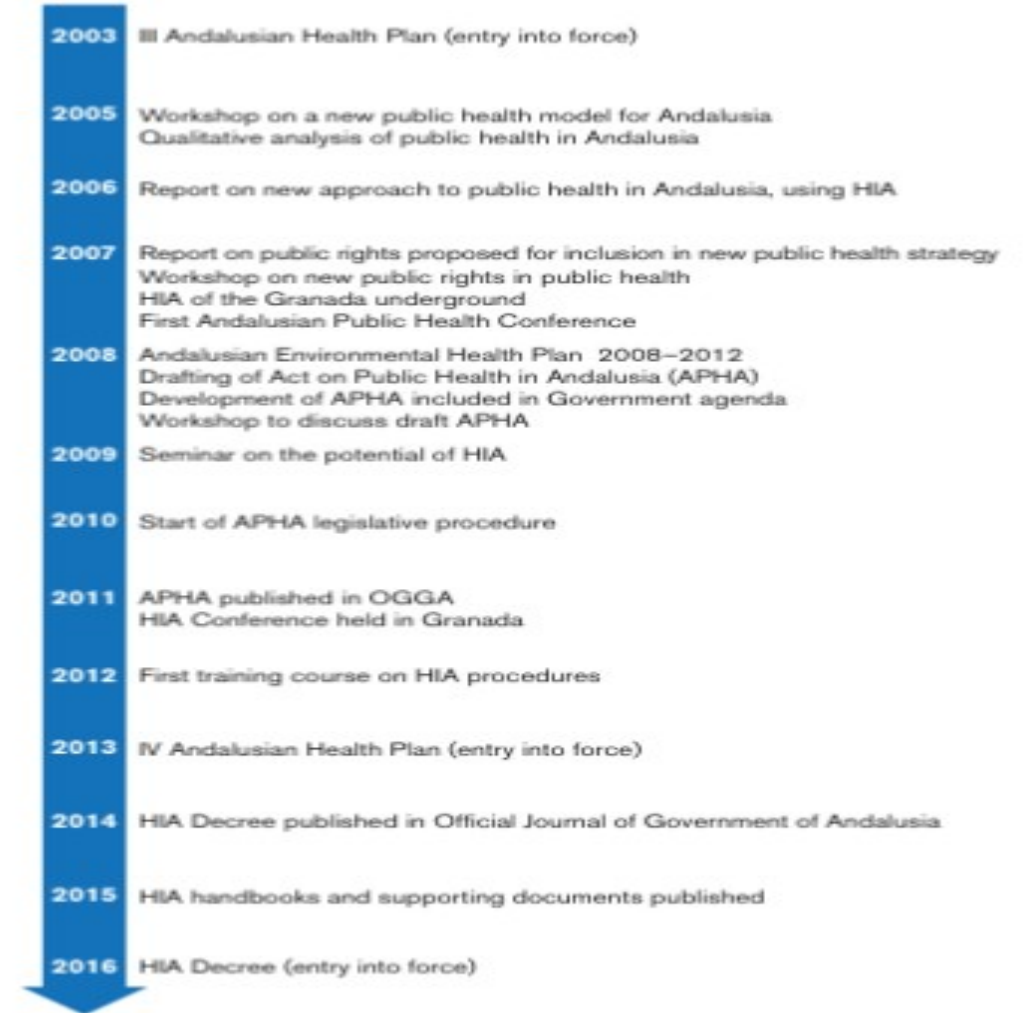 2003 III Andalusian Health Plan (entry into force)
2005 Workshop on a new public health model for Andalusia
Qualitative analysis of public health in Andalusia
2006 Report on new approach to public health in Andalusia, using HIA
2007 Report on public rights proposed for inclusion in new public health strategy
Workshop on new public rights in public health
HIA of the Granada underground
First Andalusian Public Health Conference
2008 Andalusian Environmental Health Plan 2008–2012
Drafting of Act on Public Health in Andalusia (APHA)
Development of APHA included in Government agenda
Workshop to discuss draft APHA
2009 Seminar on the potential of HIA
2010 Start of APHA legislative procedure
2011 APHA published in OGGA
HIA Conference held in Granada
2012 First training course on HIA procedures
2013 IV Andalusian Health Plan (entry into force)
2014 HIA Decree published in Official Journal of Government of Andalusia
2015 HIA handbooks and supporting documents published
2016 HIA Decree (entry into force)